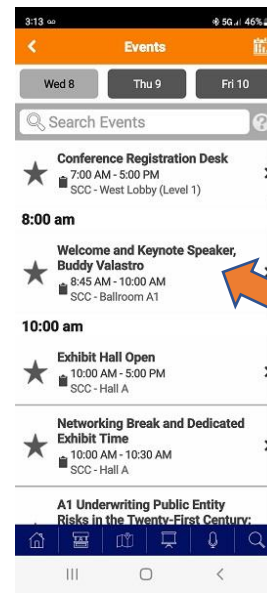 3:13
5G 46%
Events
Wed 8
Thu 9
Fri 10
Search Events
?
Conference Registration Desk
7:00 AM - 5:00 PM
SCC - West Lobby (Level 1)
8:00 am
Welcome and Keynote Speaker,
Buddy Valastro
8:45 AM - 10:00 AM
SCC - Ballroom A1
10:00 am
Exhibit Hall Open
10:00 AM - 5:00 PM
SCC - Hall A
Networking Break and Dedicated
Exhibit Time
10:00 AM - 10:30 AM
SCC - Hall A
A1 Underwriting Public Entity
Risks in the Twenty-First Century: